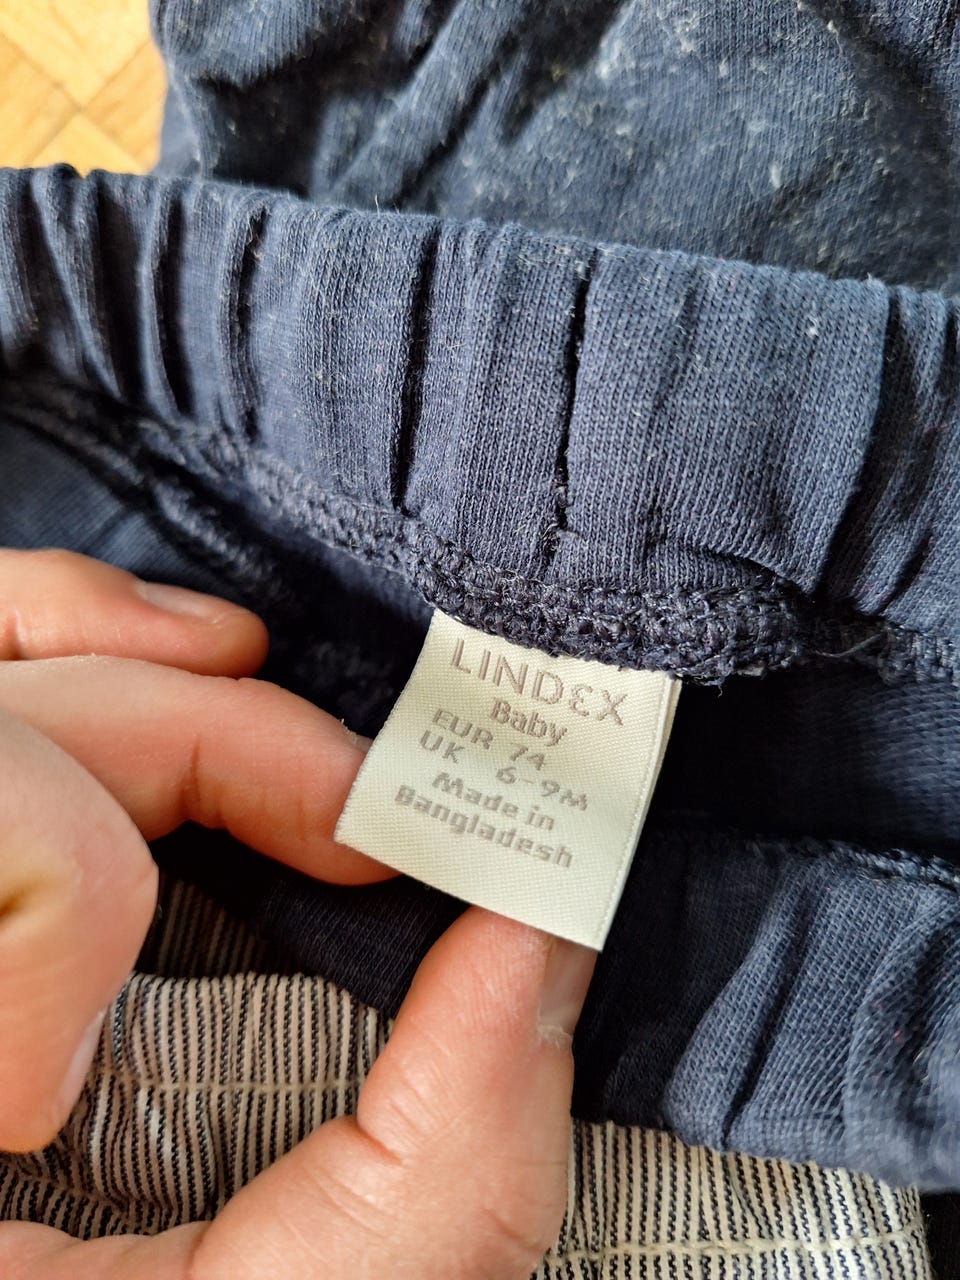 LINDEX
Baby
EUR 74
UK 6-9M
Made in
Bangladesh